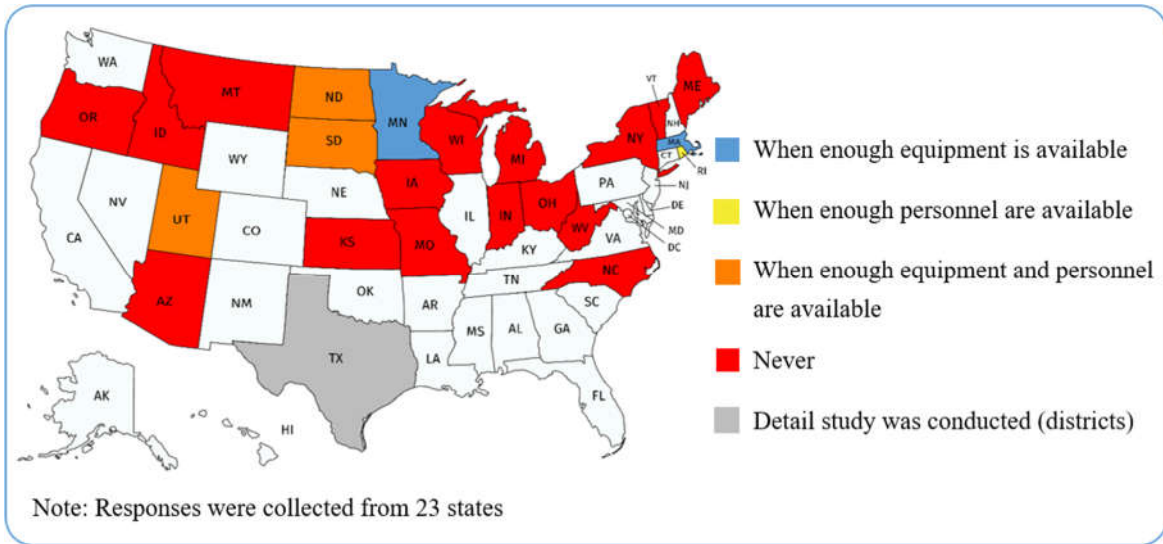 WA
MT
ND
MN
VT
ME
OR
ID
SD
WI
NY
NH
MA
WY
MI
CT
RI
IA
PA
NJ
NE
NV
IL
IN
OH
DE
UT
MD
CA
CO
WV
VA
DC
KS
MO
KY
NC
TN
AZ
NM
OK
AR
SC
MS
AL
GA
TX
LA
AK
HI
FL
When enough equipment is available
When enough personnel are available
When enough equipment and personnel
are available
Never
Detail study was conducted (districts)
Note: Responses were collected from 23 states